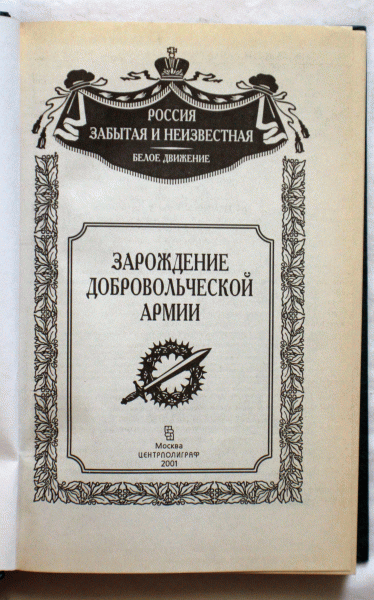 РОССИЯ
ЗАБЫТАЯ И НЕИЗВЕСТНАЯ
БЕЛОЕ ДВИЖЕНИЕ
ЗАРОЖДЕНИЕ
ДОБРОВОЛЬЧЕСКОЙ
АРМИИ
Москва
ЦЕНТРПОЛИГРАФ
2001